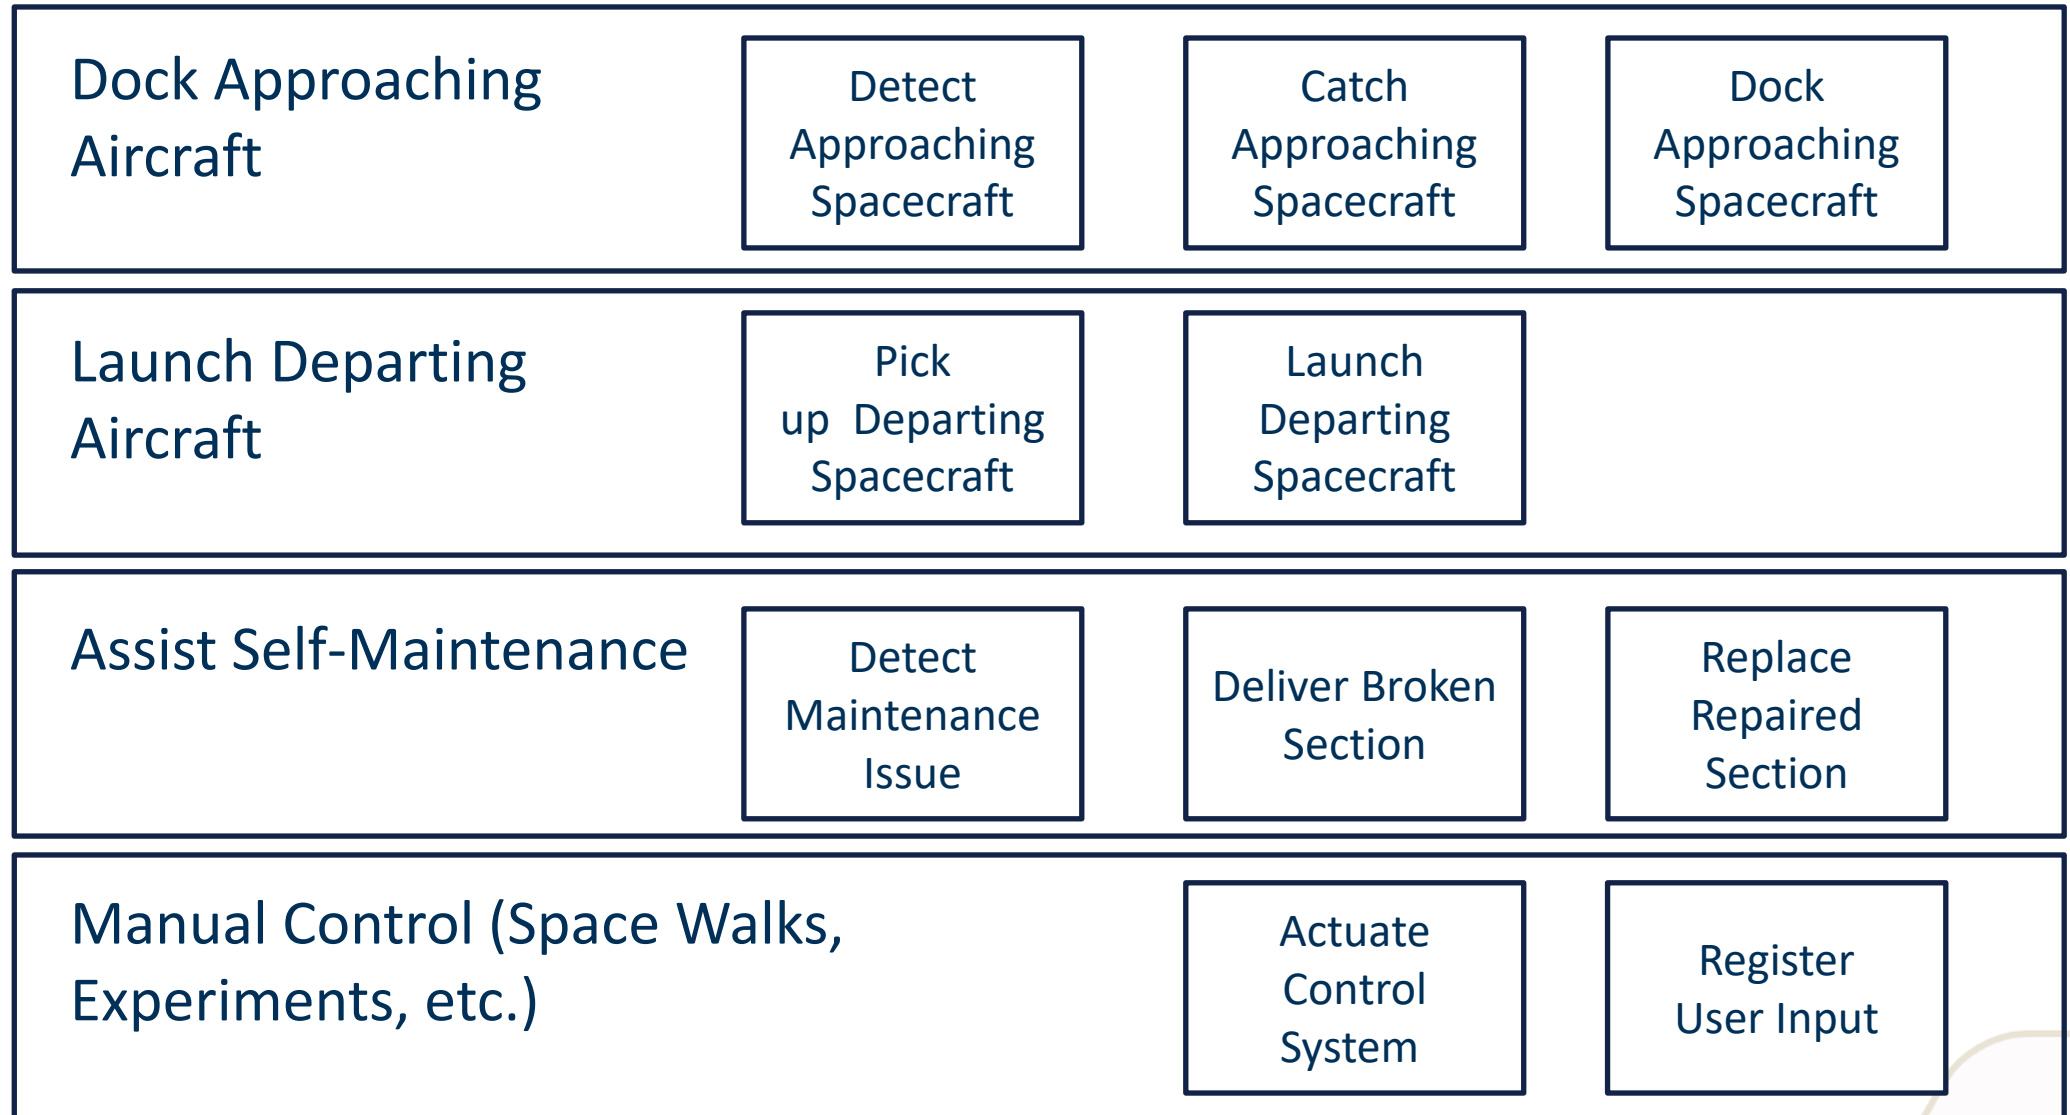 Dock Approaching
Aircraft
Detect
Approaching
Spacecraft
Catch
Approaching
Spacecraft
Dock
Approaching
Spacecraft
Launch Departing
Aircraft
Pick
up  Departing
Spacecraft
Launch
Departing
Spacecraft
Assist Self-Maintenance
Detect
Maintenance
Issue
Deliver Broken
Section
Replace
Repaired
Section
Manual Control (Space Walks,
Experiments, etc.)
Actuate
Control
System
Register
User Input